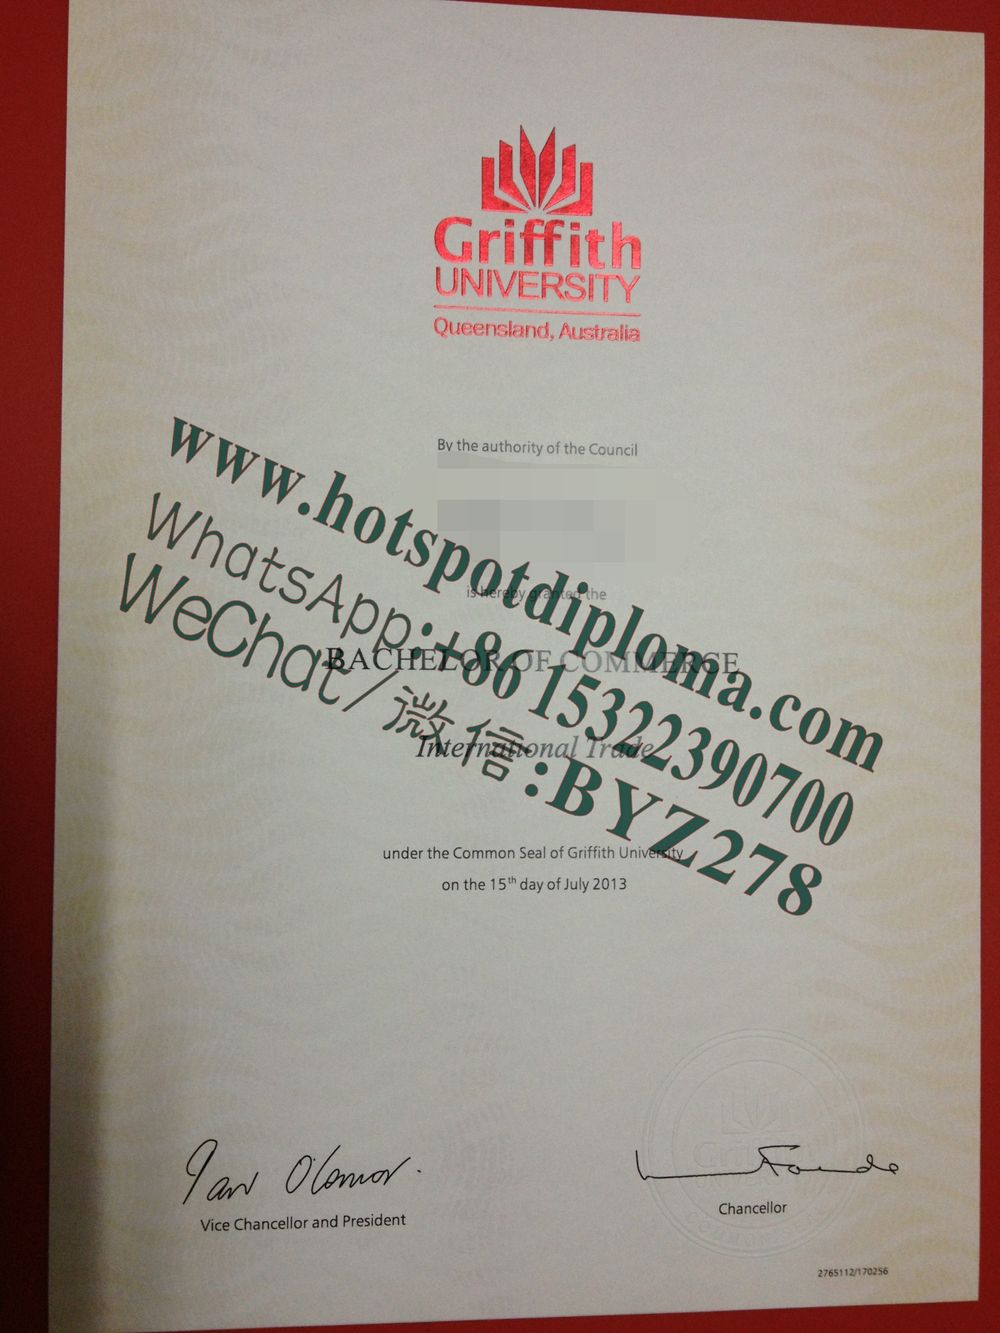 Griffith
UNIVERSITY
Queensland, Australia
By the authority of the Council
is hereby granted the
BACHELOR OF COMMERCE
International Trade
under the Common Seal of Griffith University
on the 15th day of July 2013
www.hotspotdiploma.com
WhatsApp:+86 15322390700
WeChat/微信:BYZ278
Vice Chancellor and President
Chancellor
2765112/170256